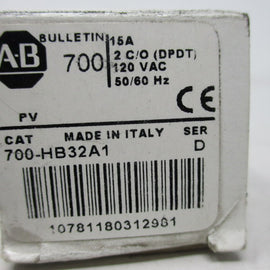 AB
BULLETIN
700
15A
2 C/O (DPDT)
120 VAC
50/60 Hz
CE
PV
CAT MADE IN ITALY SER
700-HB32A1 D
10781180312981